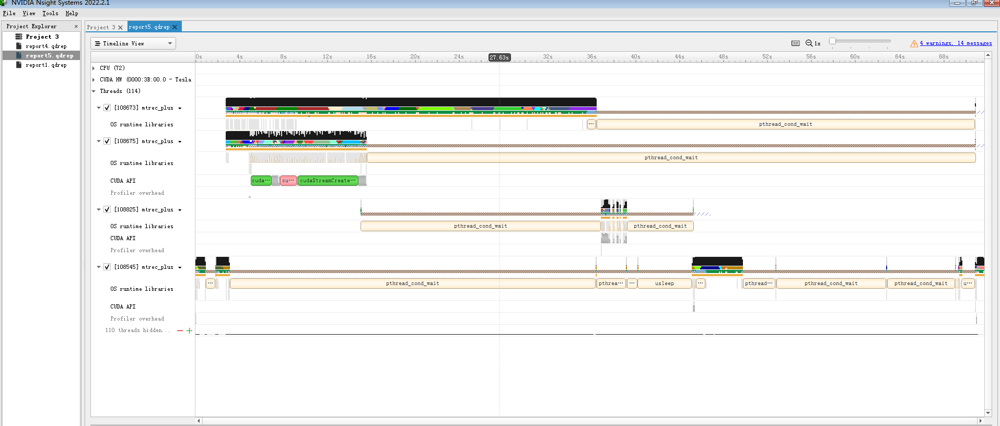 NVIDIA Nsight Systems 2022.2.1
File View Tools Help
Project Explorer
Project 3
report4.qdrep
report5.qdrep
report1.qdrep
Project 3
report5.qdrep
Timeline View
1x
4 warnings, 14 messages
0s 4s 8s 12s 16s 20s 24s 27.63s 32s 36s 40s 44s 48s 52s 56s 60s 64s 68s
CPU (72)
CUDA HW (0000:3B:00.0 - Tesla
Threads (114)
[108673] mtrec_plus
OS runtime libraries
... pthread_cond_wait
[108675] mtrec_plus
OS runtime libraries
pthread_cond_wait
CUDA API
cuda... cu... cudaStreamCreate...
Profiler overhead
[108825] mtrec_plus
OS runtime libraries
pthread_cond_wait pthread_cond_wait
CUDA API
Profiler overhead
[108545] mtrec_plus
OS runtime libraries
... pthread_cond_wait pthrea... ... usleep ... pthread... pthread_cond_wait pthread_cond_wait u...
CUDA API
Profiler overhead
110 threads hidden...